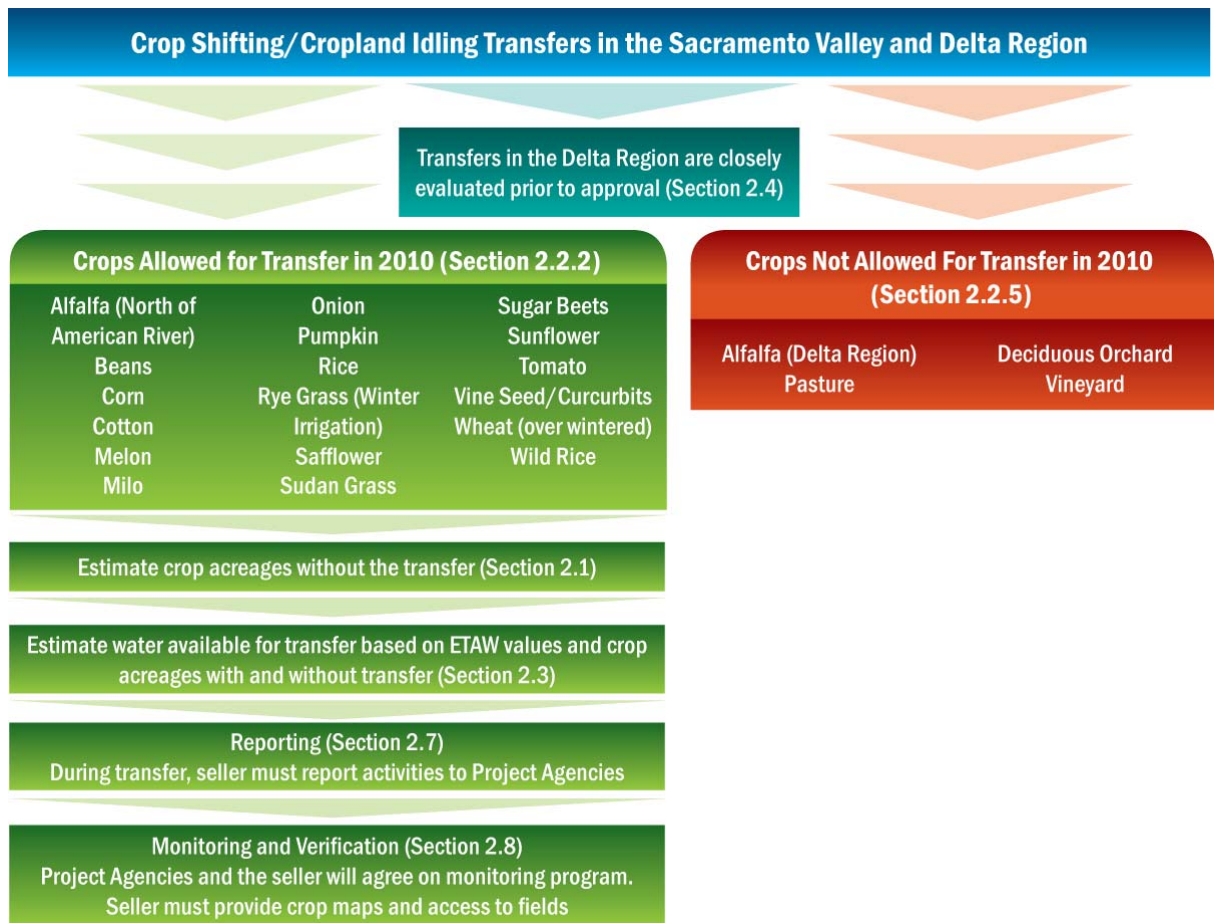 Crop Shifting/Cropland Idling Transfers in the Sacramento Valley and Delta Region
Transfers in the Delta Region are closely
evaluated prior to approval (Section 2.4)
Crops Allowed for Transfer in 2010 (Section 2.2.2)
Alfalfa (North of
American River)
Beans
Corn
Cotton
Melon
Milo
Onion
Pumpkin
Rice
Rye Grass (Winter
Irrigation)
Safflower
Sudan Grass
Sugar Beets
Sunflower
Tomato
Vine Seed/Curcurbits
Wheat (over wintered)
Wild Rice
Crops Not Allowed For Transfer in 2010
(Section 2.2.5)
Alfalfa (Delta Region)
Pasture
Deciduous Orchard
Vineyard
Estimate crop acreages without the transfer (Section 2.1)
Estimate water available for transfer based on ETAW values and crop
acreages with and without transfer (Section 2.3)
Reporting (Section 2.7)
During transfer, seller must report activities to Project Agencies
Monitoring and Verification (Section 2.8)
Project Agencies and the seller will agree on monitoring program.
Seller must provide crop maps and access to fields